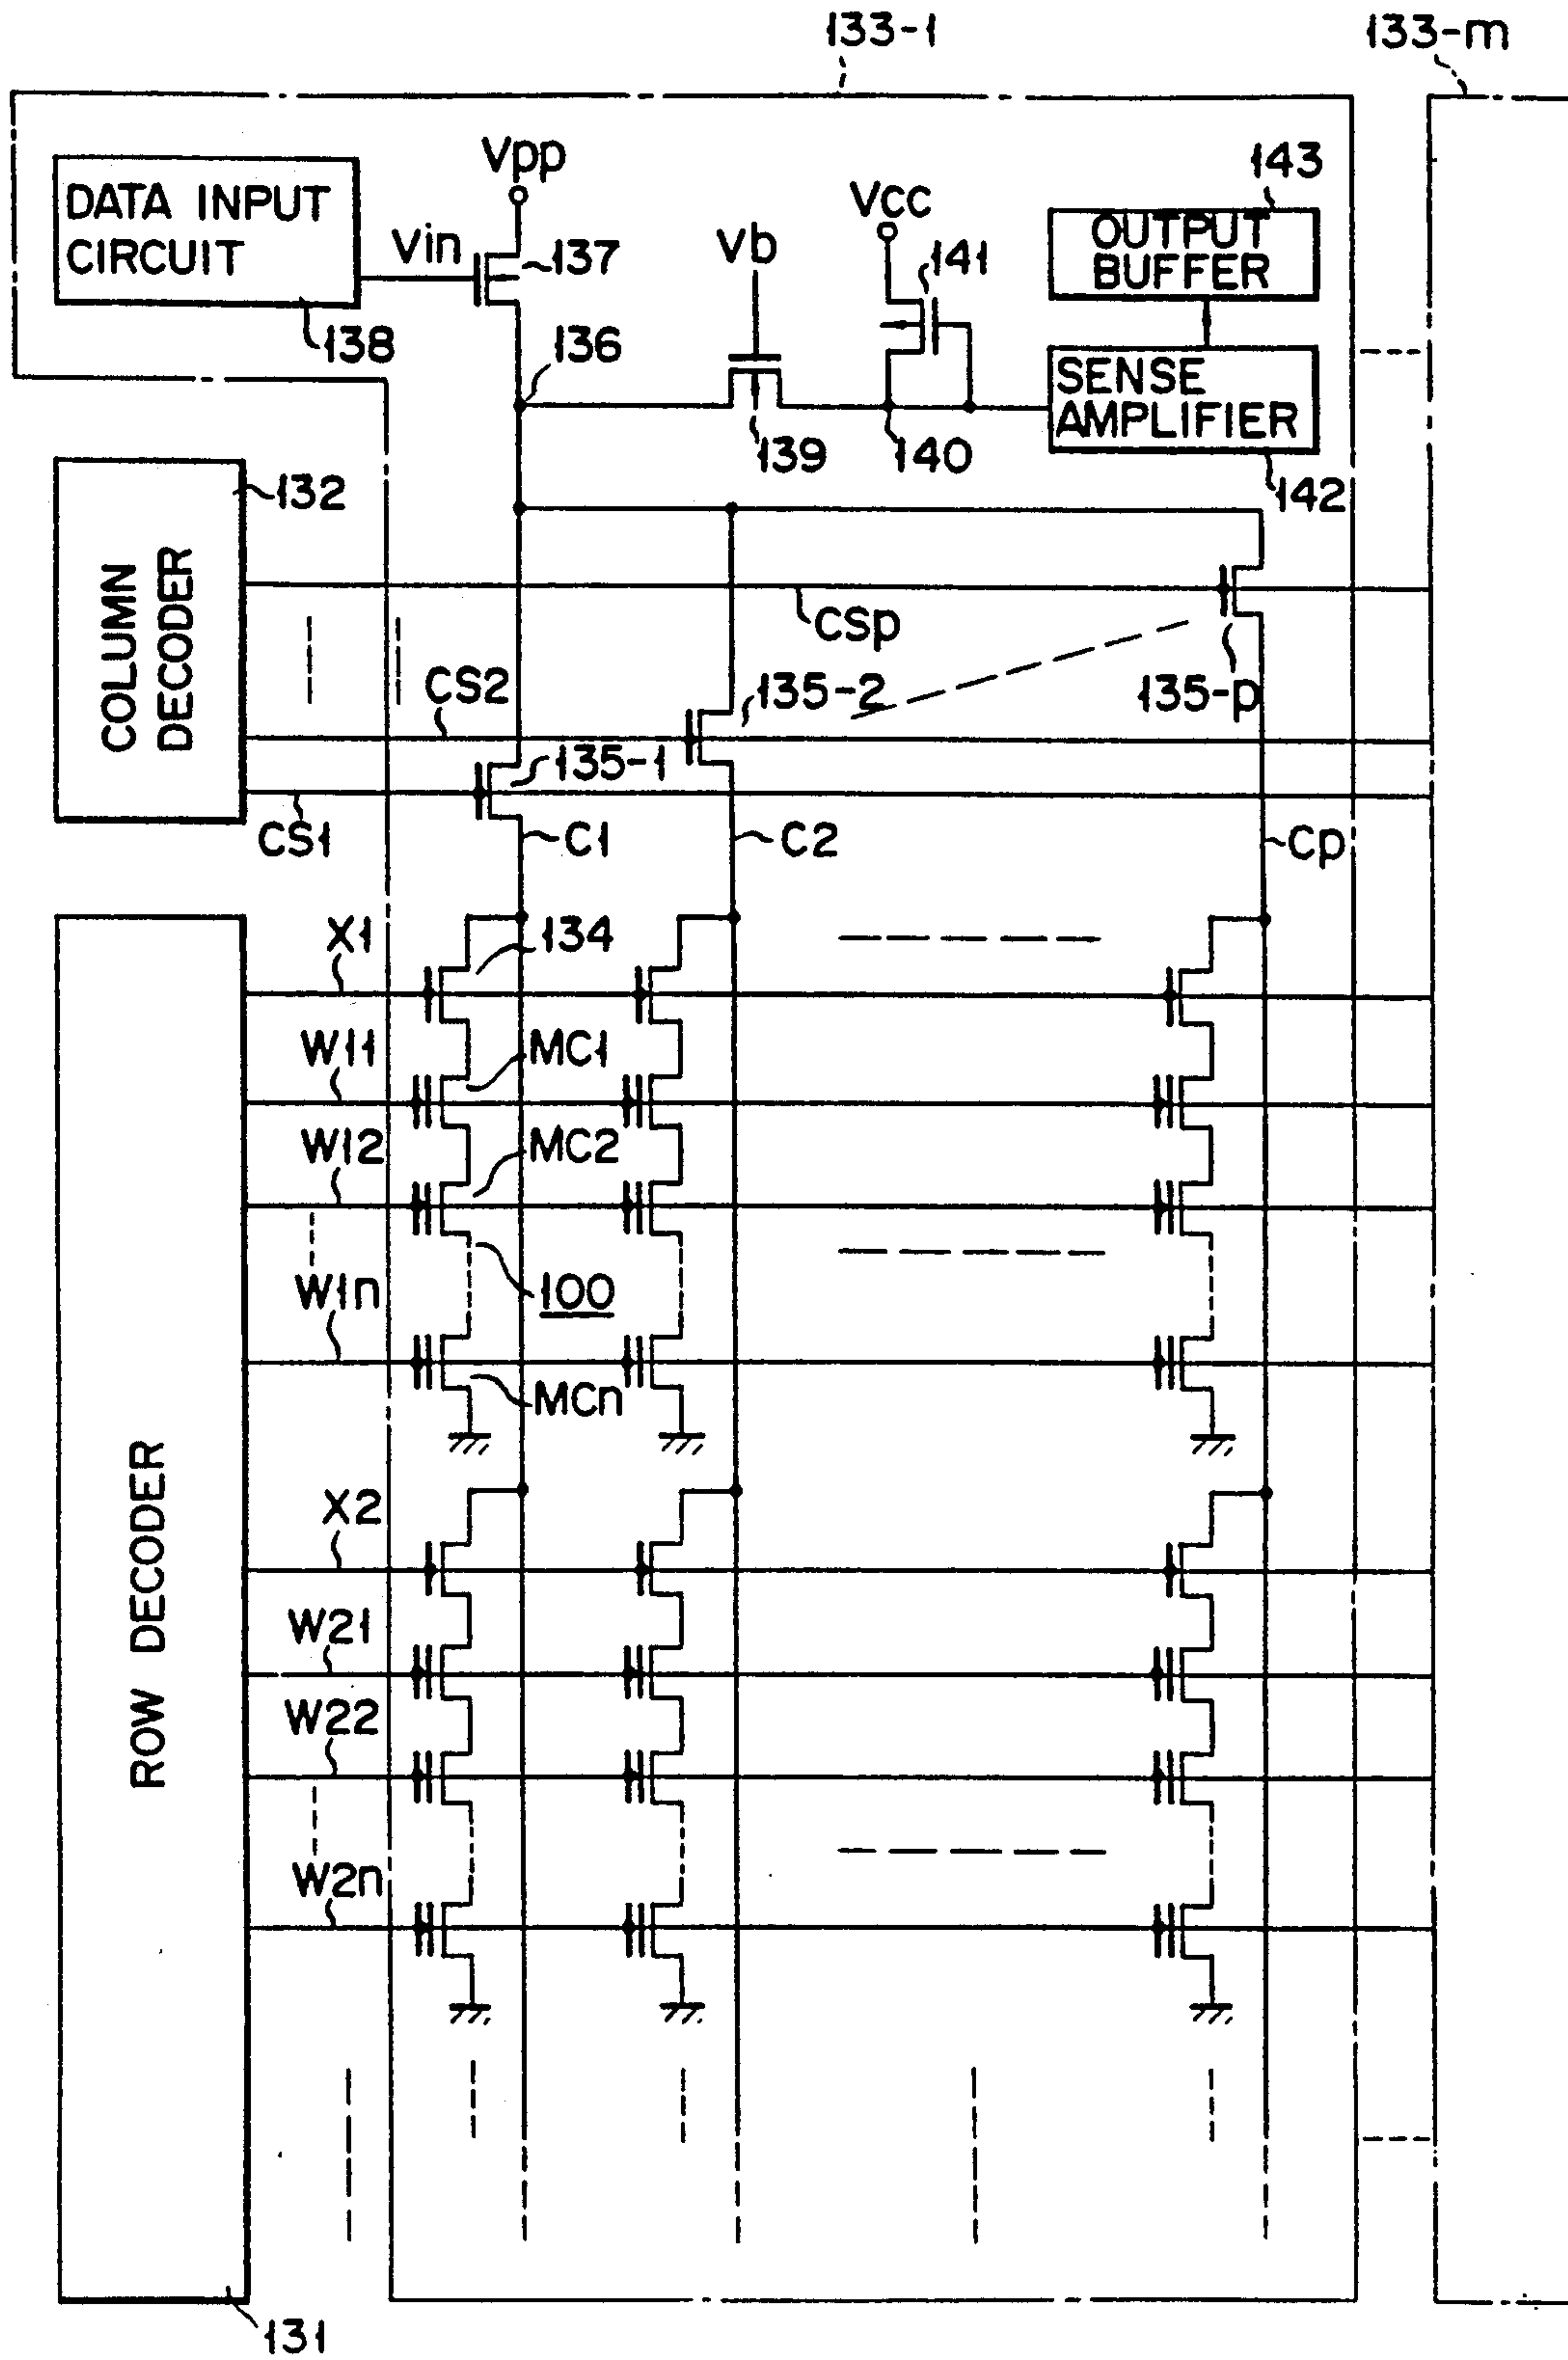 133-1
133-m
DATA INPUT
CIRCUIT
138
Vpp
Vin
137
136
Vb
139
Vcc
141
140
143
OUTPUT
BUFFER
SENSE
AMPLIFIER
142
COLUMN
DECODER
132
CSp
135-p
CS2
135-2
CS1
135-1
C1
C2
Cp
ROW DECODER
131
X1
134
W11
MC1
W12
MC2
100
W1n
MCn
X2
W21
W22
W2n